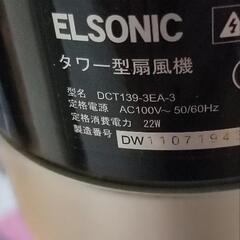 ELSONIC
タワー型扇風機
型名 DCT139-3EA-3
定格電源 AC100V~ 50/60Hz
定格消費電力 22W
製造番号